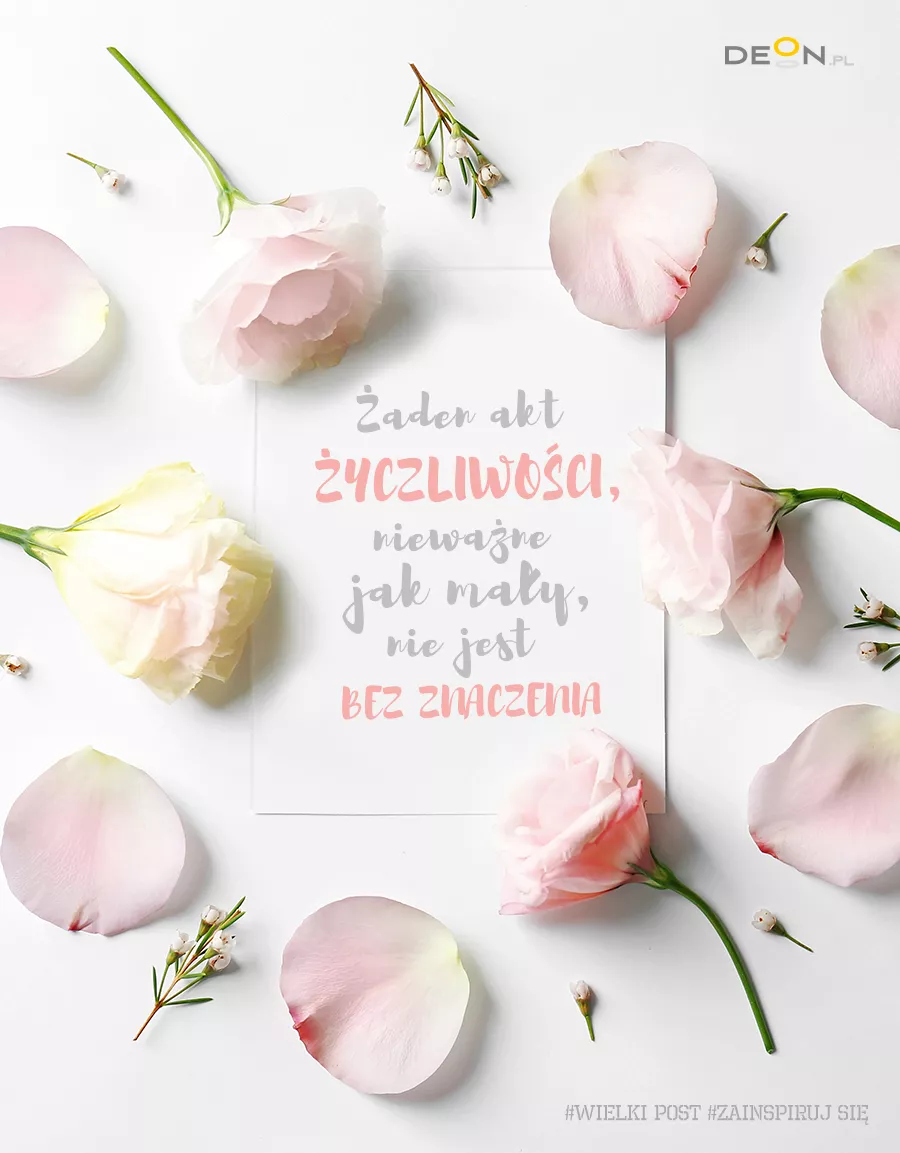 DEON.PL
Żaden akt
ŻYCZLIWOŚCI,
nieważne
jak mały,
nie jest
BEZ ZNACZENIA
#WIELKI POST #ZAINSPIRUJ SIĘ